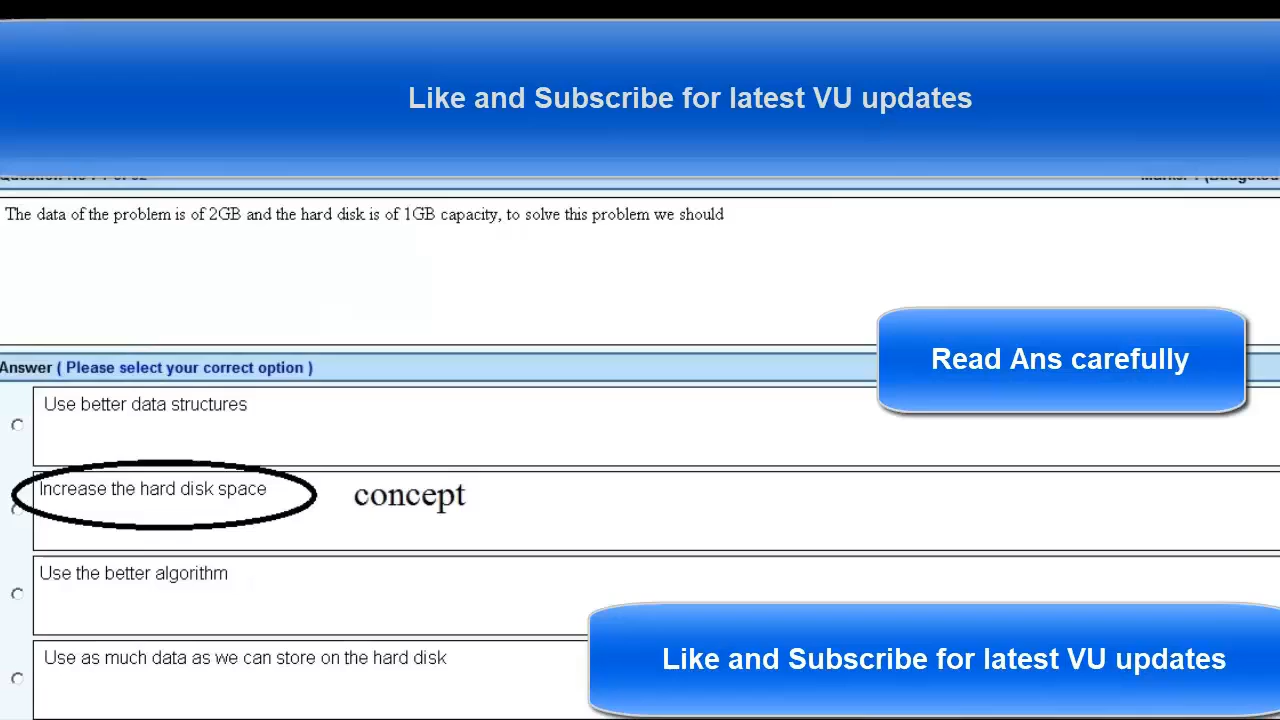 Like and Subscribe for latest VU updates
The data of the problem is of 2GB and the hard disk is of 1GB capacity, to solve this problem we should
Read Ans carefully
Answer ( Please select your correct option )
Use better data structures
Increase the hard disk space
concept
Use the better algorithm
Use as much data as we can store on the hard disk
Like and Subscribe for latest VU updates